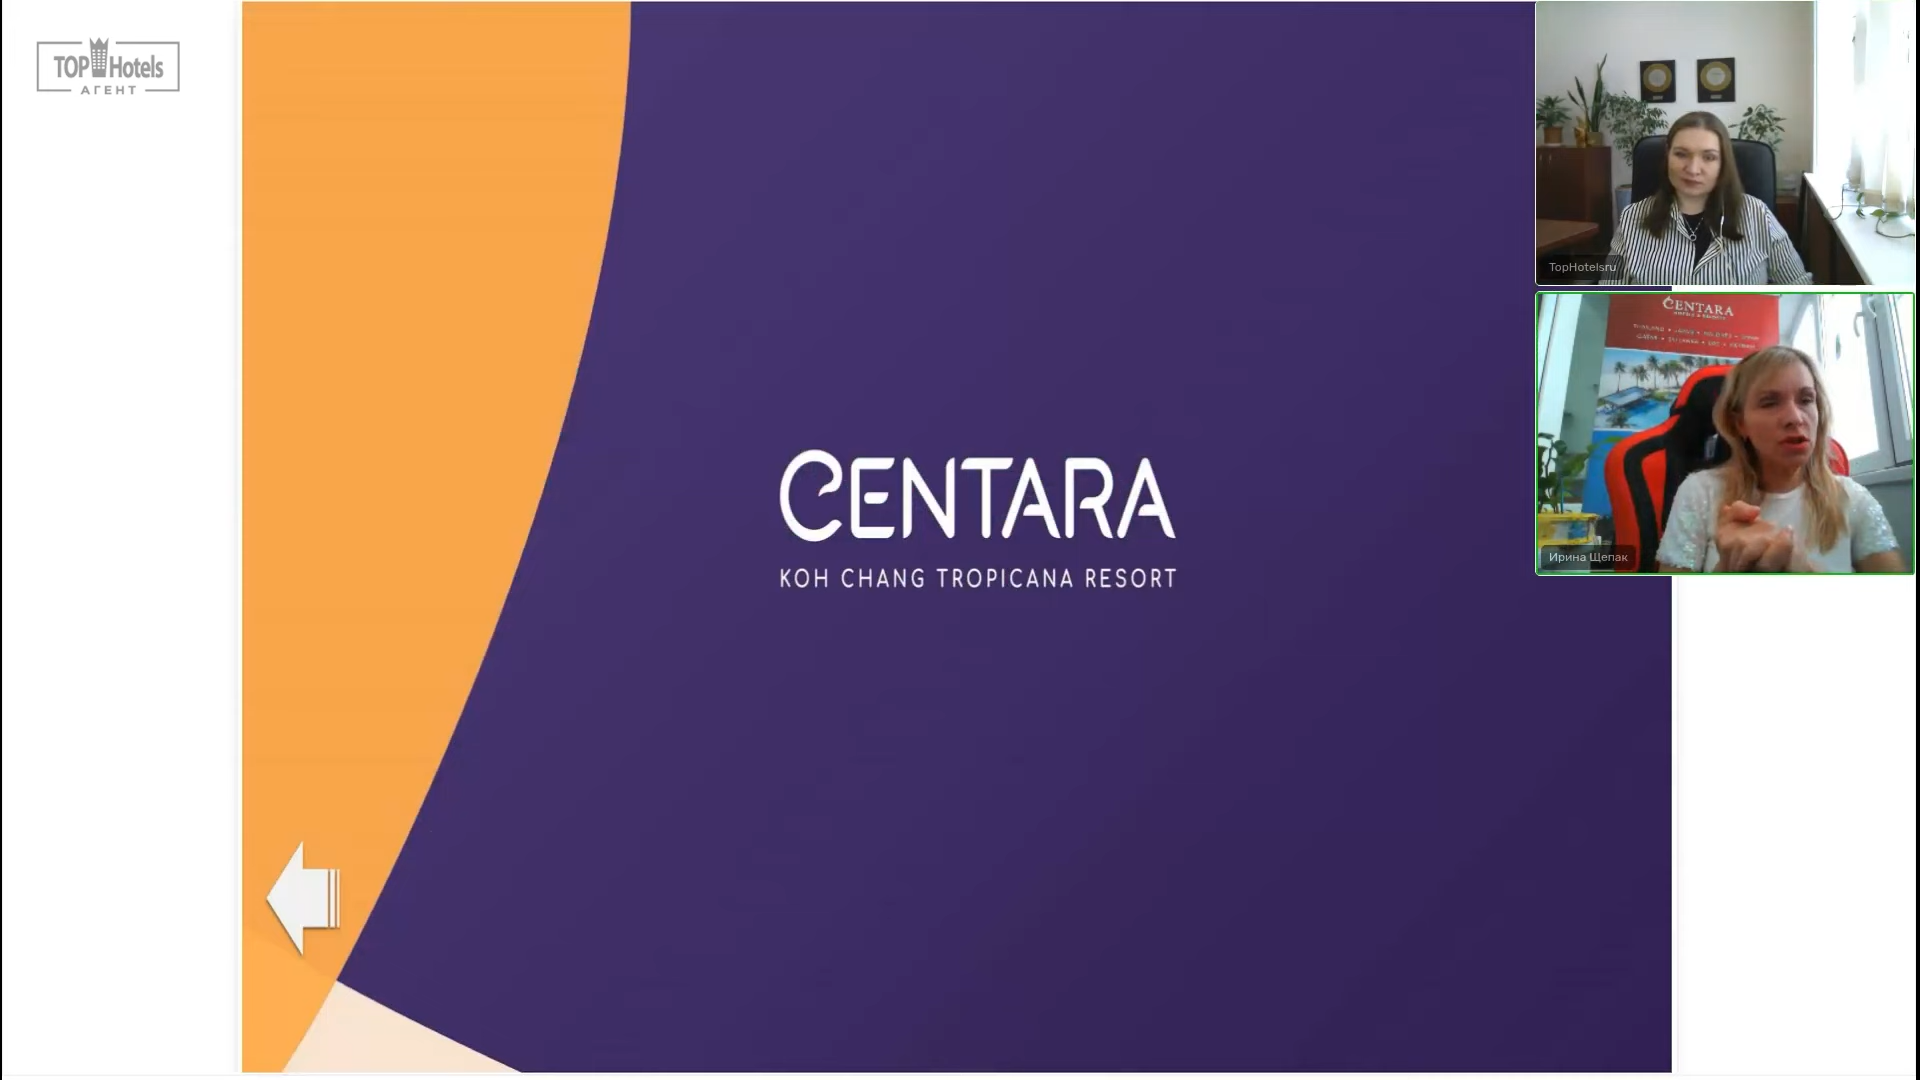 TOP Hotels
АГЕНТ
CENTARA
KOH CHANG TROPICANA RESORT
TopHotelsru
CENTARA
Ирина Щепак